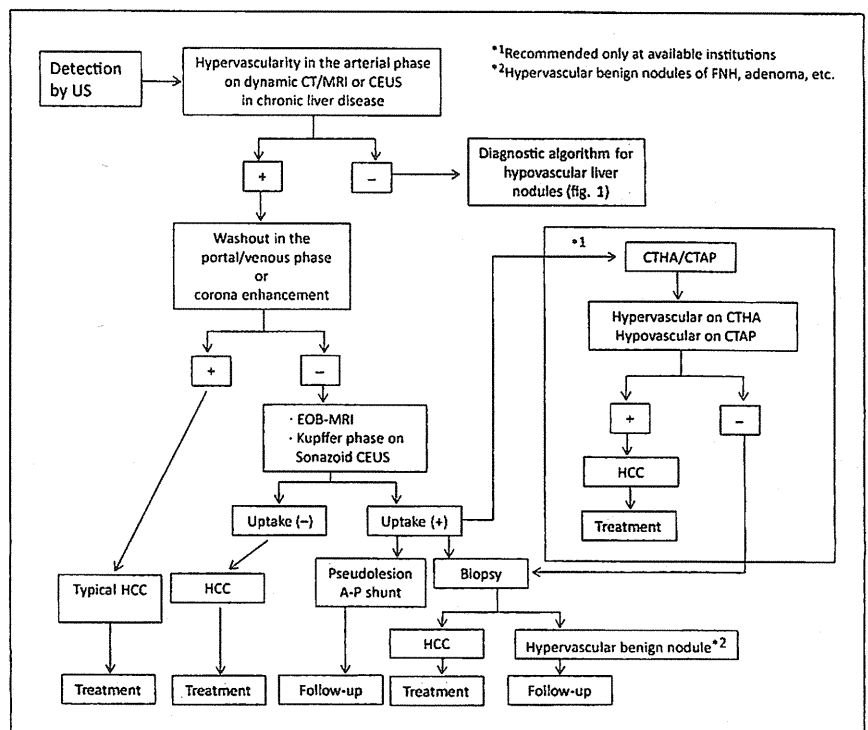 Detection
by US
Hypervascularity in the arterial phase
on dynamic CT/MRI or CEUS
in chronic liver disease
*1Recommended only at available institutions
*2Hypervascular benign nodules of FNH, adenoma, etc.
+
−
Diagnostic algorithm for
hypovascular liver
nodules (fig. 1)
Washout in the
portal/venous phase
or
corona enhancement
+
−
· EOB-MRI
· Kupffer phase on
Sonazoid CEUS
Uptake (−)
Uptake (+)
*1
CTHA/CTAP
Hypervascular on CTHA
Hypovascular on CTAP
+
−
HCC
Treatment
Typical HCC
HCC
Pseudolesion
A-P shunt
Biopsy
HCC
Hypervascular benign nodule*2
Treatment
Treatment
Follow-up
Treatment
Follow-up